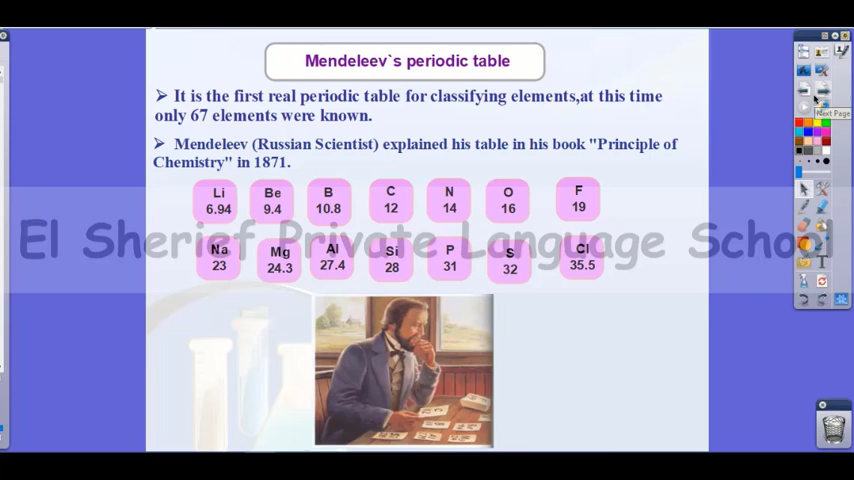 Mendeleev`s periodic table
➢ It is the first real periodic table for classifying elements,at this time
only 67 elements were known.
➢ Mendeleev (Russian Scientist) explained his table in his book "Principle of
Chemistry" in 1871.
Li Be B C N O F
6.94 9.4 10.8 12 14 16 19
El Sherief Private Language School
Na Mg Al Si P S Cl
23 24.3 27.4 28 31 32 35.5
Next Page